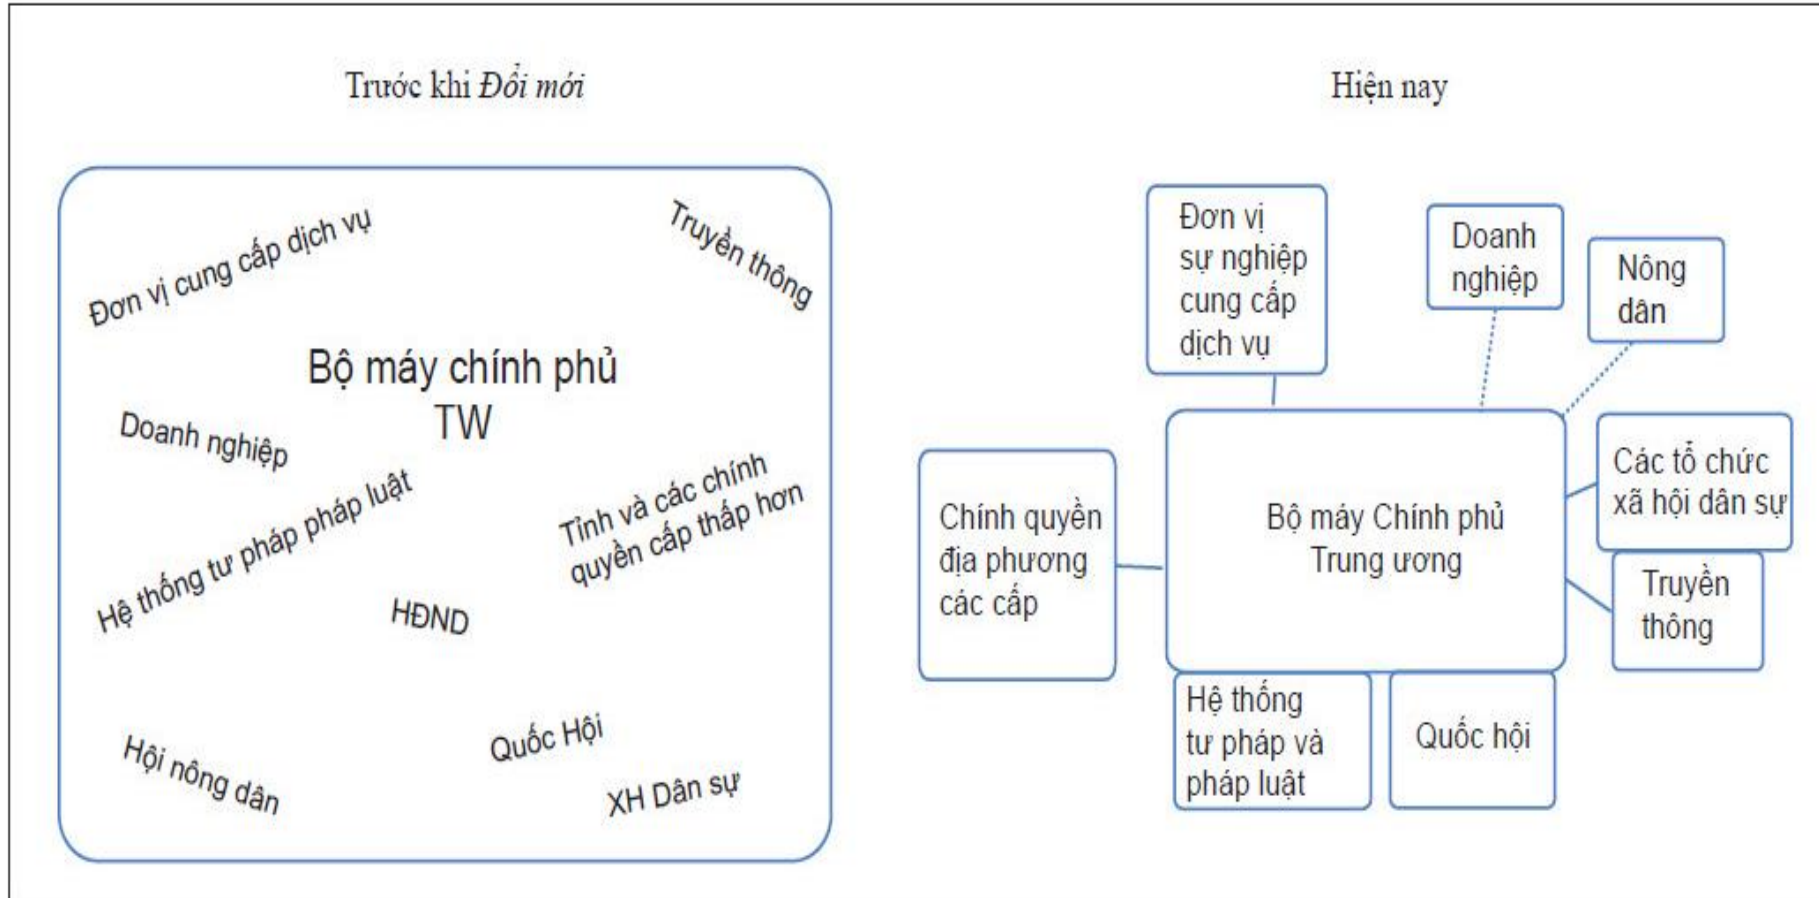 Trước khi Đổi mới
Hiện nay
Đơn vị cung cấp dịch vụ
Truyền thông
Bộ máy chính phủ
TW
Doanh nghiệp
Hệ thống tư pháp pháp luật
Tỉnh và các chính
quyền cấp thấp hơn
HĐND
Hội nông dân
Quốc Hội
XH Dân sự
Đơn vị
sự nghiệp
cung cấp
dịch vụ
Doanh
nghiệp
Nông
dân
Chính quyền
địa phương
các cấp
Bộ máy Chính phủ
Trung ương
Các tổ chức
xã hội dân sự
Truyền
thông
Hệ thống
tư pháp và
pháp luật
Quốc hội